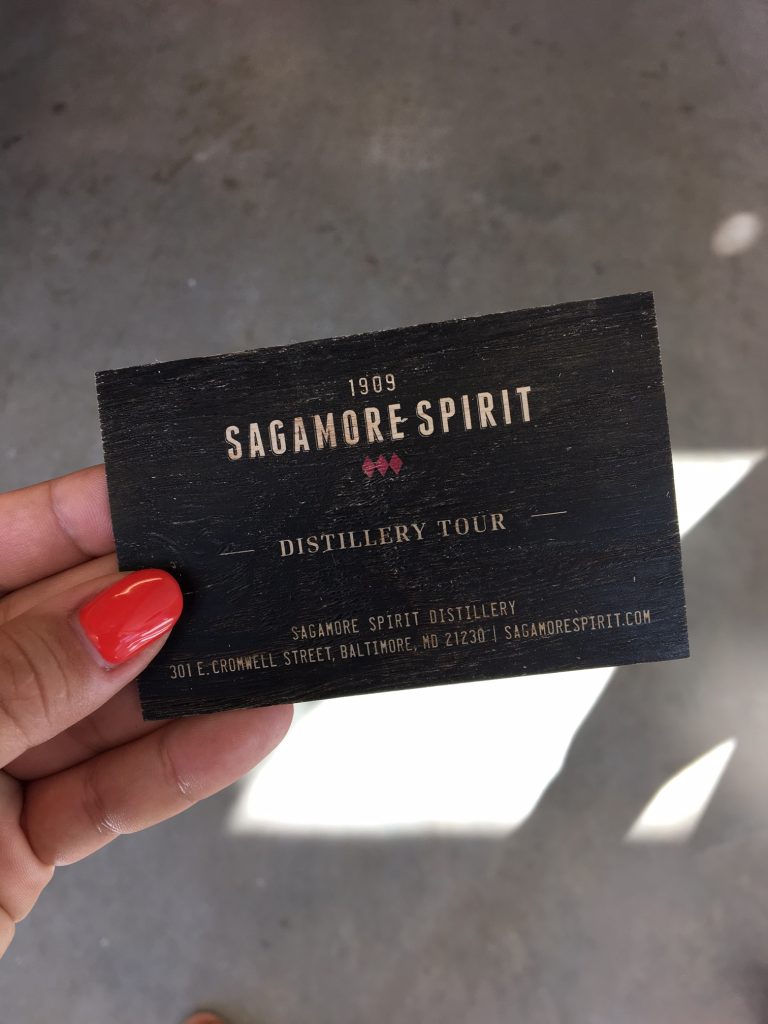 1909
SAGAMORE SPIRIT
DISTILLERY TOUR
SAGAMORE SPIRIT DISTILLERY
301 E. CROMWELL STREET, BALTIMORE, MD 21230 | SAGAMORESPIRIT.COM